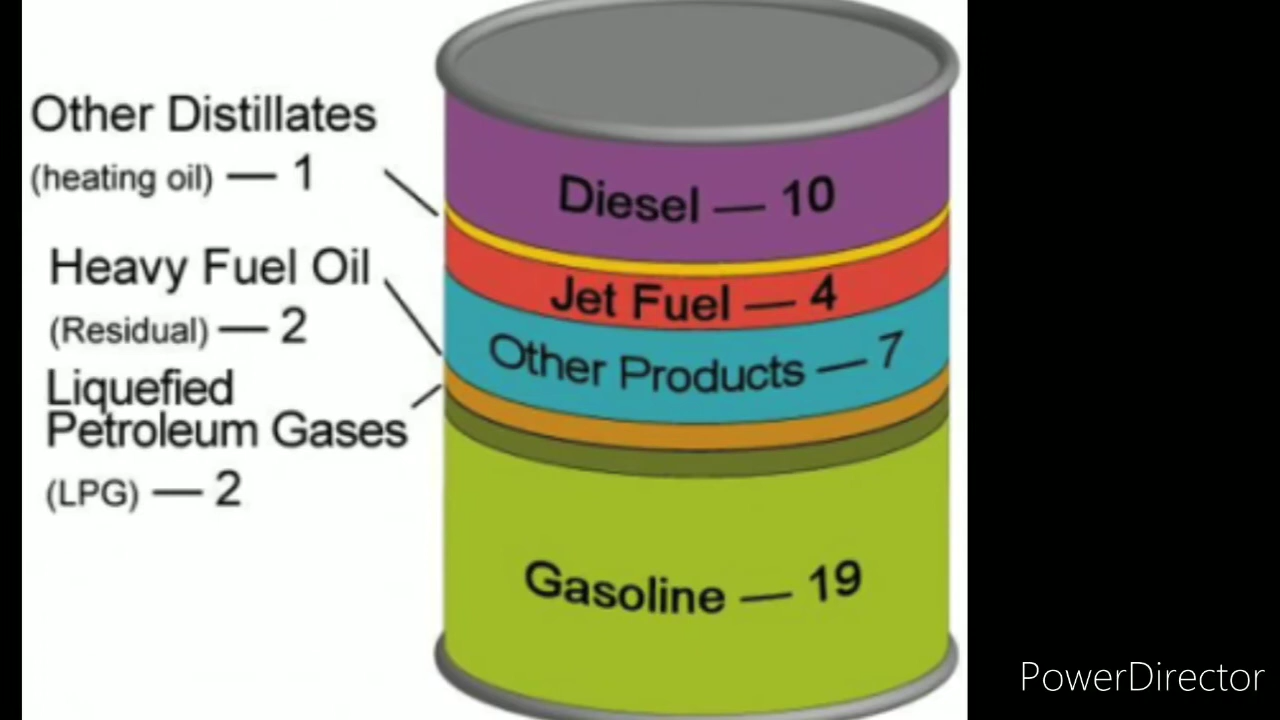 Other Distillates
(heating oil) — 1
Heavy Fuel Oil
(Residual) — 2
Liquefied
Petroleum Gases
(LPG) — 2
Diesel — 10
Jet Fuel — 4
Other Products — 7
Gasoline — 19
PowerDirector